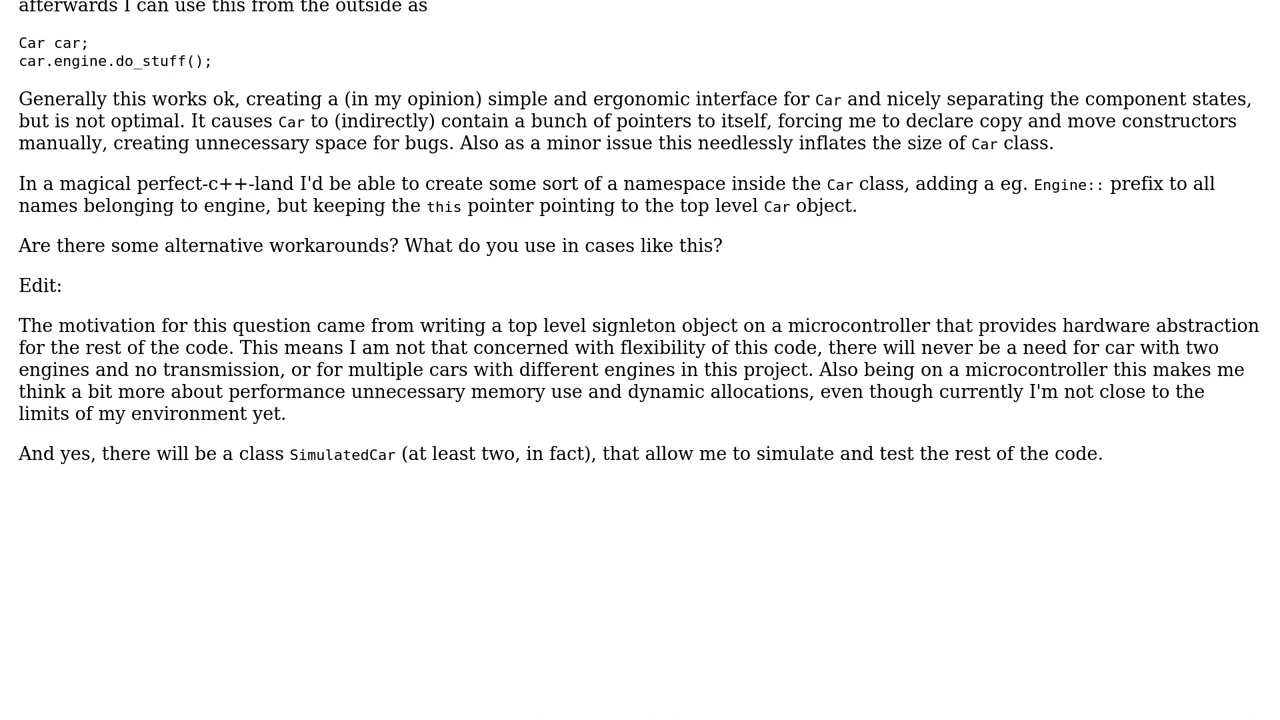 afterwards I can use this from the outside as
Car car;
car.engine.do_stuff();
Generally this works ok, creating a (in my opinion) simple and ergonomic interface for Car and nicely separating the component states,
but is not optimal. It causes Car to (indirectly) contain a bunch of pointers to itself, forcing me to declare copy and move constructors
manually, creating unnecessary space for bugs. Also as a minor issue this needlessly inflates the size of Car class.
In a magical perfect-c++-land I'd be able to create some sort of a namespace inside the Car class, adding a eg. Engine:: prefix to all
names belonging to engine, but keeping the this pointer pointing to the top level Car object.
Are there some alternative workarounds? What do you use in cases like this?
Edit:
The motivation for this question came from writing a top level signleton object on a microcontroller that provides hardware abstraction
for the rest of the code. This means I am not that concerned with flexibility of this code, there will never be a need for car with two
engines and no transmission, or for multiple cars with different engines in this project. Also being on a microcontroller this makes me
think a bit more about performance unnecessary memory use and dynamic allocations, even though currently I'm not close to the
limits of my environment yet.
And yes, there will be a class SimulatedCar (at least two, in fact), that allow me to simulate and test the rest of the code.